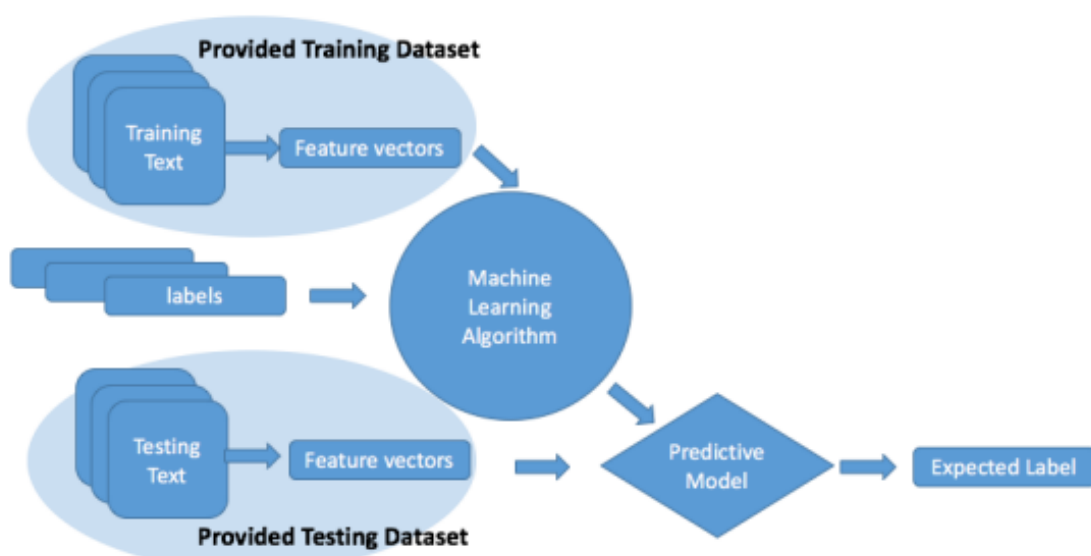 Provided Training Dataset
Training
Text
Feature vectors
labels
Machine
Learning
Algorithm
Testing
Text
Feature vectors
Predictive
Model
Expected Label
Provided Testing Dataset